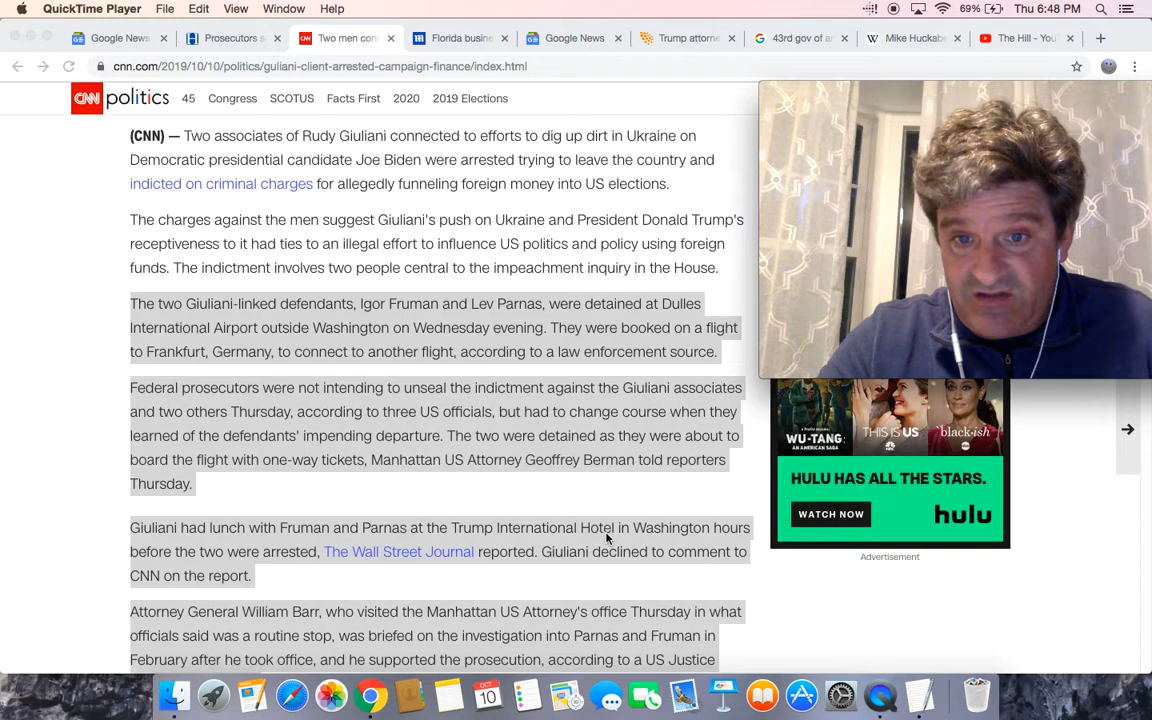 QuickTime Player File Edit View Window Help 69% Thu 6:48 PM
Google News Prosecutors s Two men con Florida busine Google News Trump attorne 43rd gov of ar Mike Huckabe The Hill - You
cnn.com/2019/10/10/politics/guliani-client-arrested-campaign-finance/index.html
CNN politics 45 Congress SCOTUS Facts First 2020 2019 Elections
(CNN) — Two associates of Rudy Giuliani connected to efforts to dig up dirt in Ukraine on
Democratic presidential candidate Joe Biden were arrested trying to leave the country and
indicted on criminal charges for allegedly funneling foreign money into US elections.
The charges against the men suggest Giuliani's push on Ukraine and President Donald Trump's
receptiveness to it had ties to an illegal effort to influence US politics and policy using foreign
funds. The indictment involves two people central to the impeachment inquiry in the House.
The two Giuliani-linked defendants, Igor Fruman and Lev Parnas, were detained at Dulles
International Airport outside Washington on Wednesday evening. They were booked on a flight
to Frankfurt, Germany, to connect to another flight, according to a law enforcement source.
Federal prosecutors were not intending to unseal the indictment against the Giuliani associates
and two others Thursday, according to three US officials, but had to change course when they
learned of the defendants' impending departure. The two were detained as they were about to
board the flight with one-way tickets, Manhattan US Attorney Geoffrey Berman told reporters
Thursday.
Giuliani had lunch with Fruman and Parnas at the Trump International Hotel in Washington hours
before the two were arrested, The Wall Street Journal reported. Giuliani declined to comment to
CNN on the report.
Attorney General William Barr, who visited the Manhattan US Attorney's office Thursday in what
officials said was a routine stop, was briefed on the investigation into Parnas and Fruman in
February after he took office, and he supported the prosecution, according to a US Justice
WU-TANG
AN AMERICAN SAGA
THIS IS US
black-ish
HULU HAS ALL THE STARS.
WATCH NOW hulu
Advertisement
OCT
10